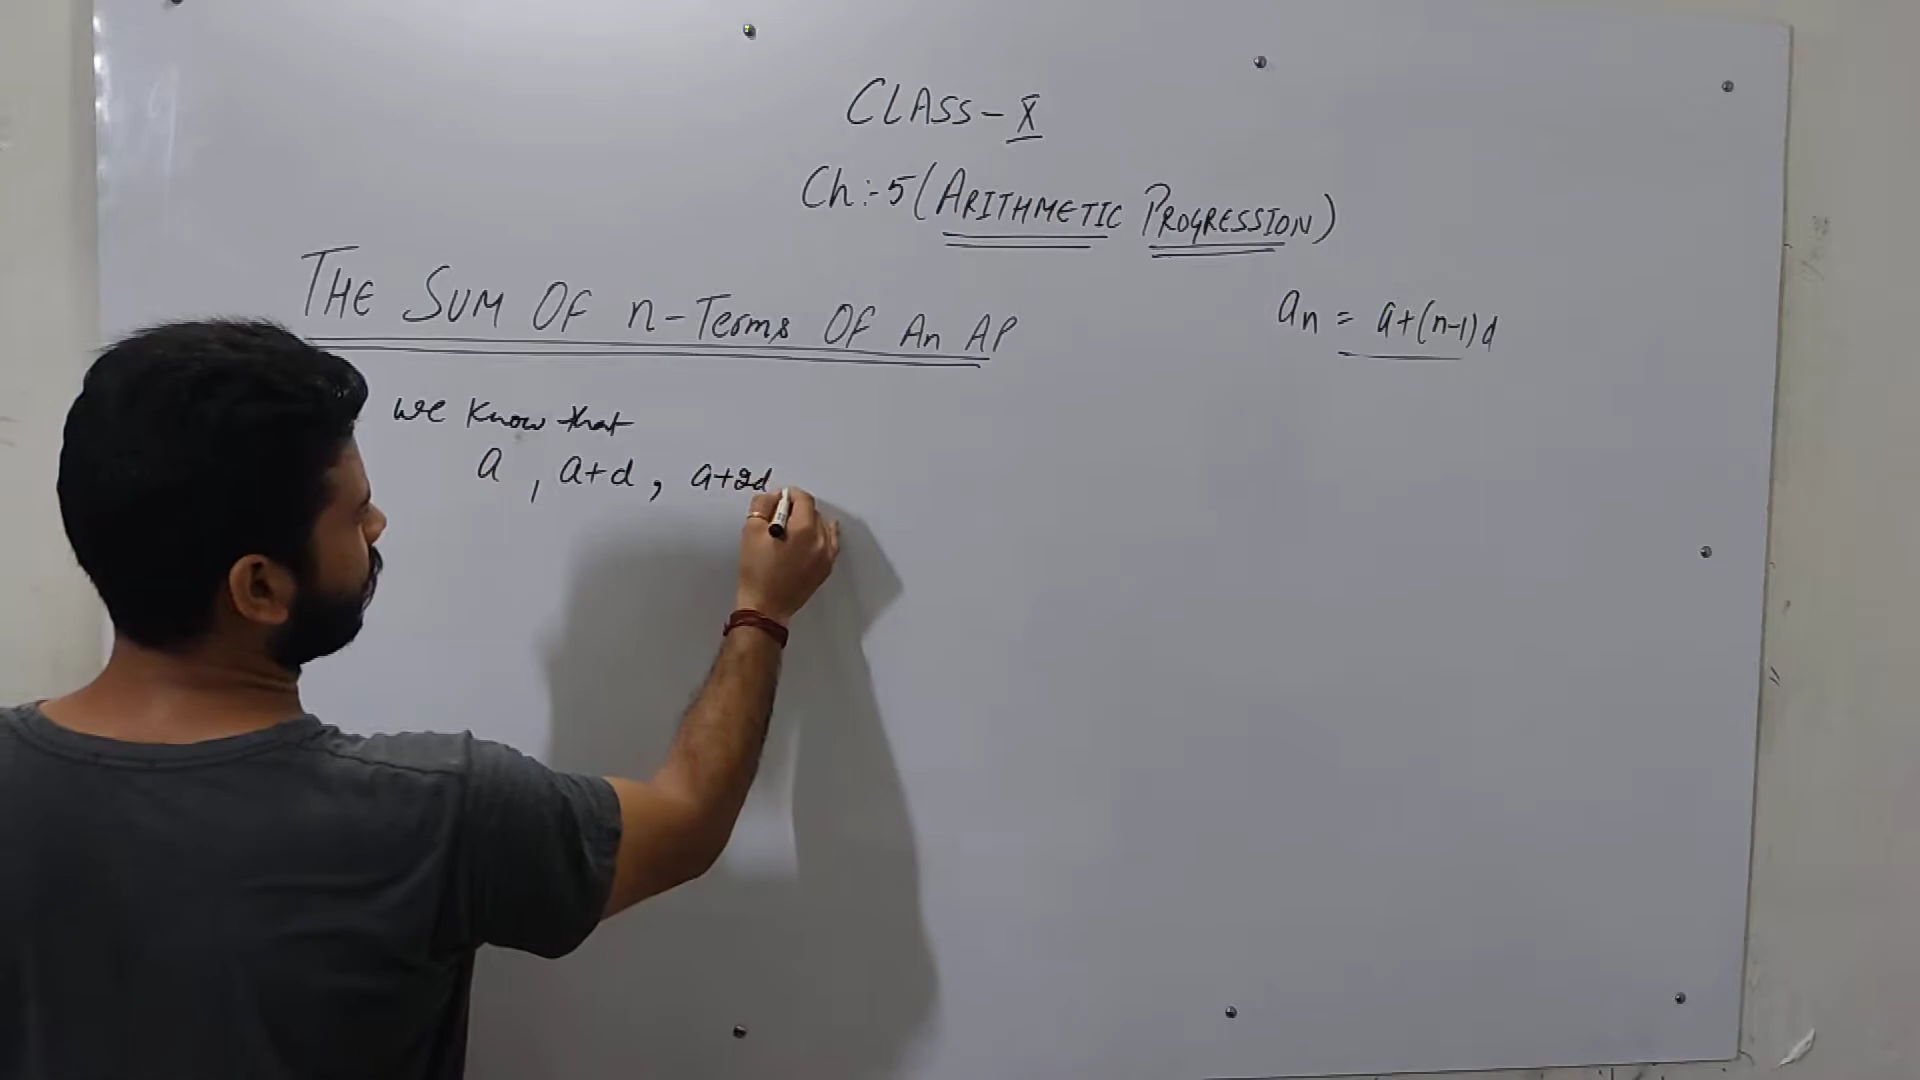 CLASS - X
Ch:- 5 (ARITHMETIC PROGRESSION)
THE SUM OF n-Terms OF An AP
an = a+(n-1)d
we know that
a , a+d , a+2d